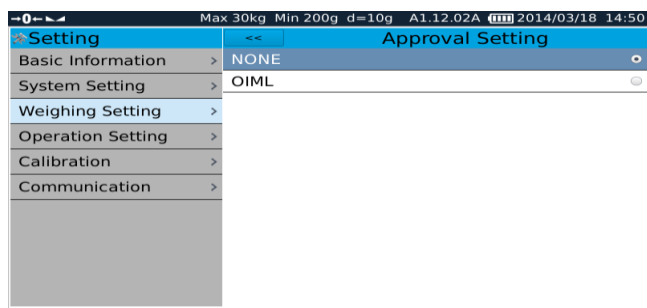 →0← Max 30kg Min 200g d=10g A1.12.02A 2014/03/18 14:50
Setting
Basic Information >
System Setting >
Weighing Setting >
Operation Setting >
Calibration >
Communication >
<< Approval Setting
NONE
OIML